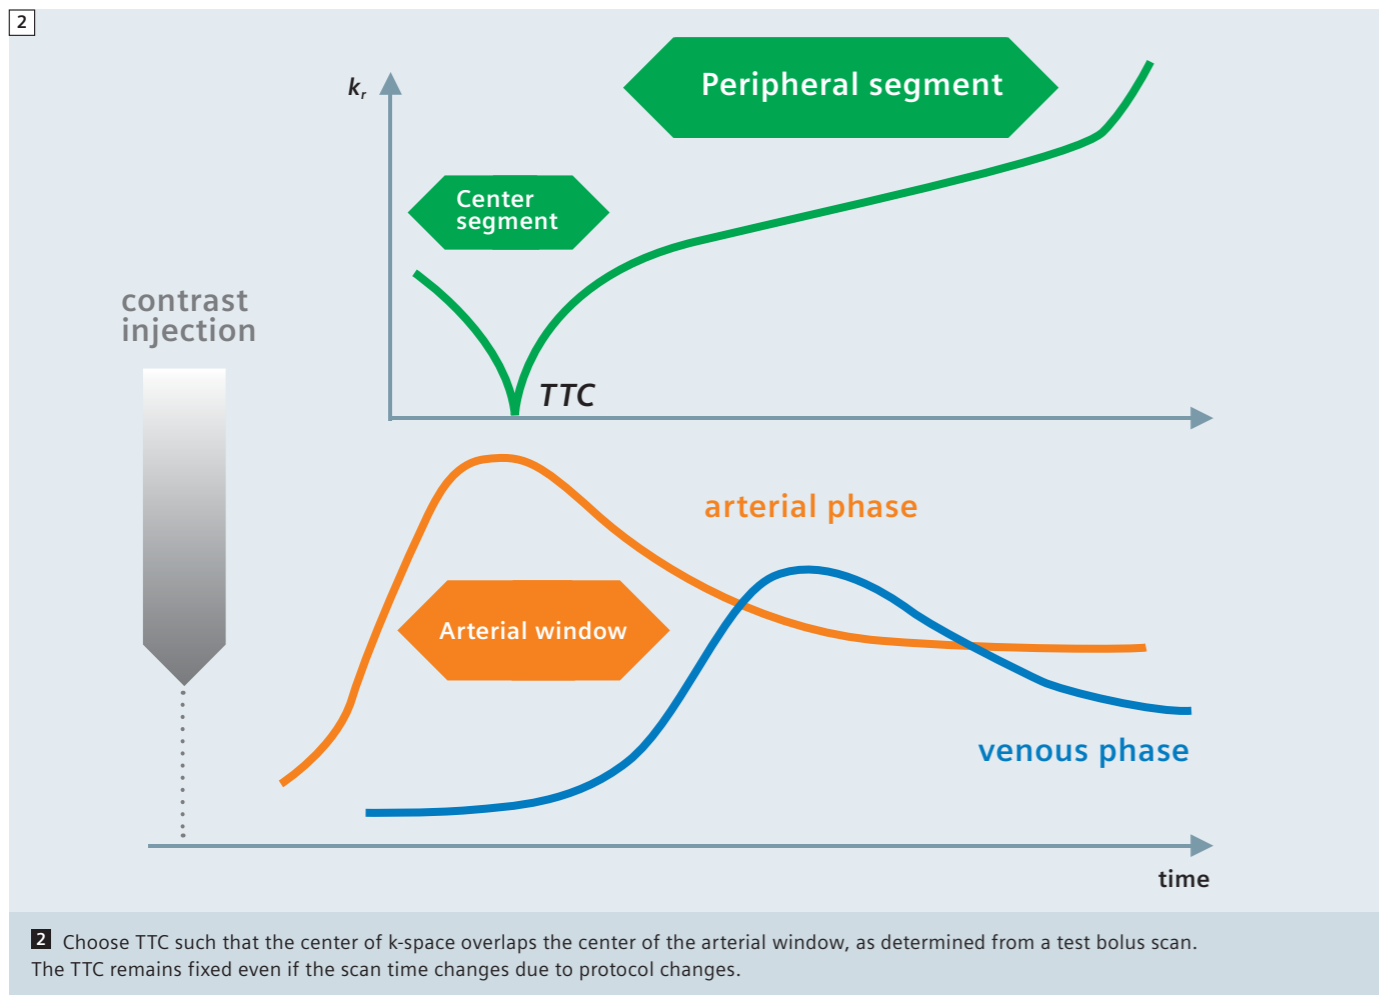 2
k_r
Peripheral segment
Center
segment
contrast
injection
TTC
arterial phase
Arterial window
venous phase
time
2 Choose TTC such that the center of k-space overlaps the center of the arterial window, as determined from a test bolus scan.
The TTC remains fixed even if the scan time changes due to protocol changes.